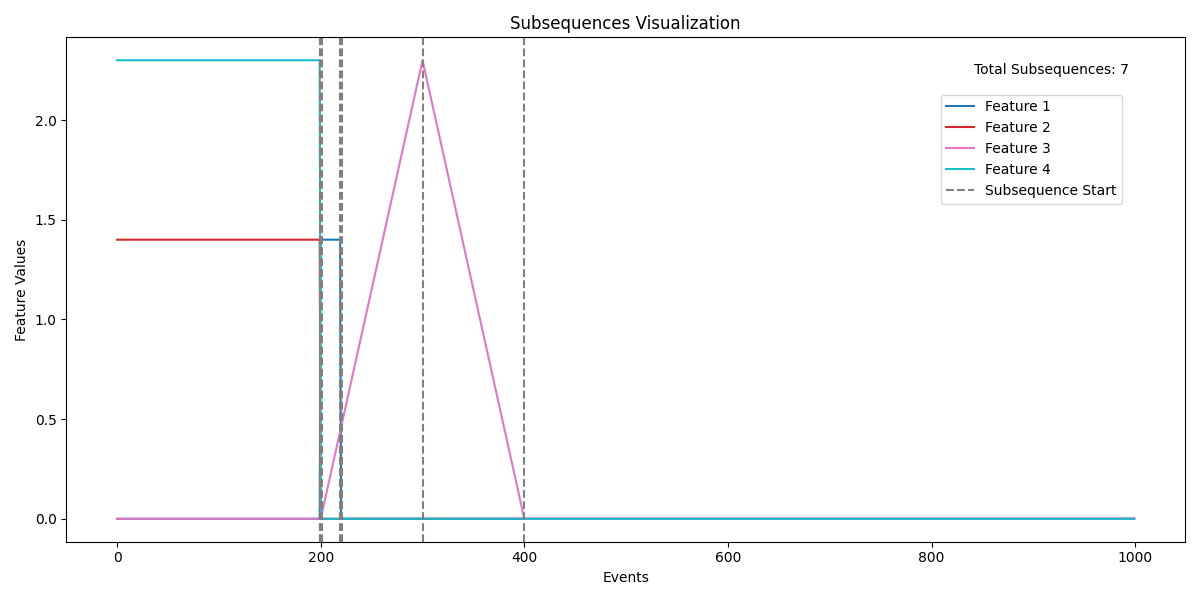 Subsequences Visualization
Total Subsequences: 7
Feature 1
Feature 2
Feature 3
Feature 4
Subsequence Start
Feature Values
2.0
1.5
1.0
0.5
0.0
0
200
400
600
800
1000
Events